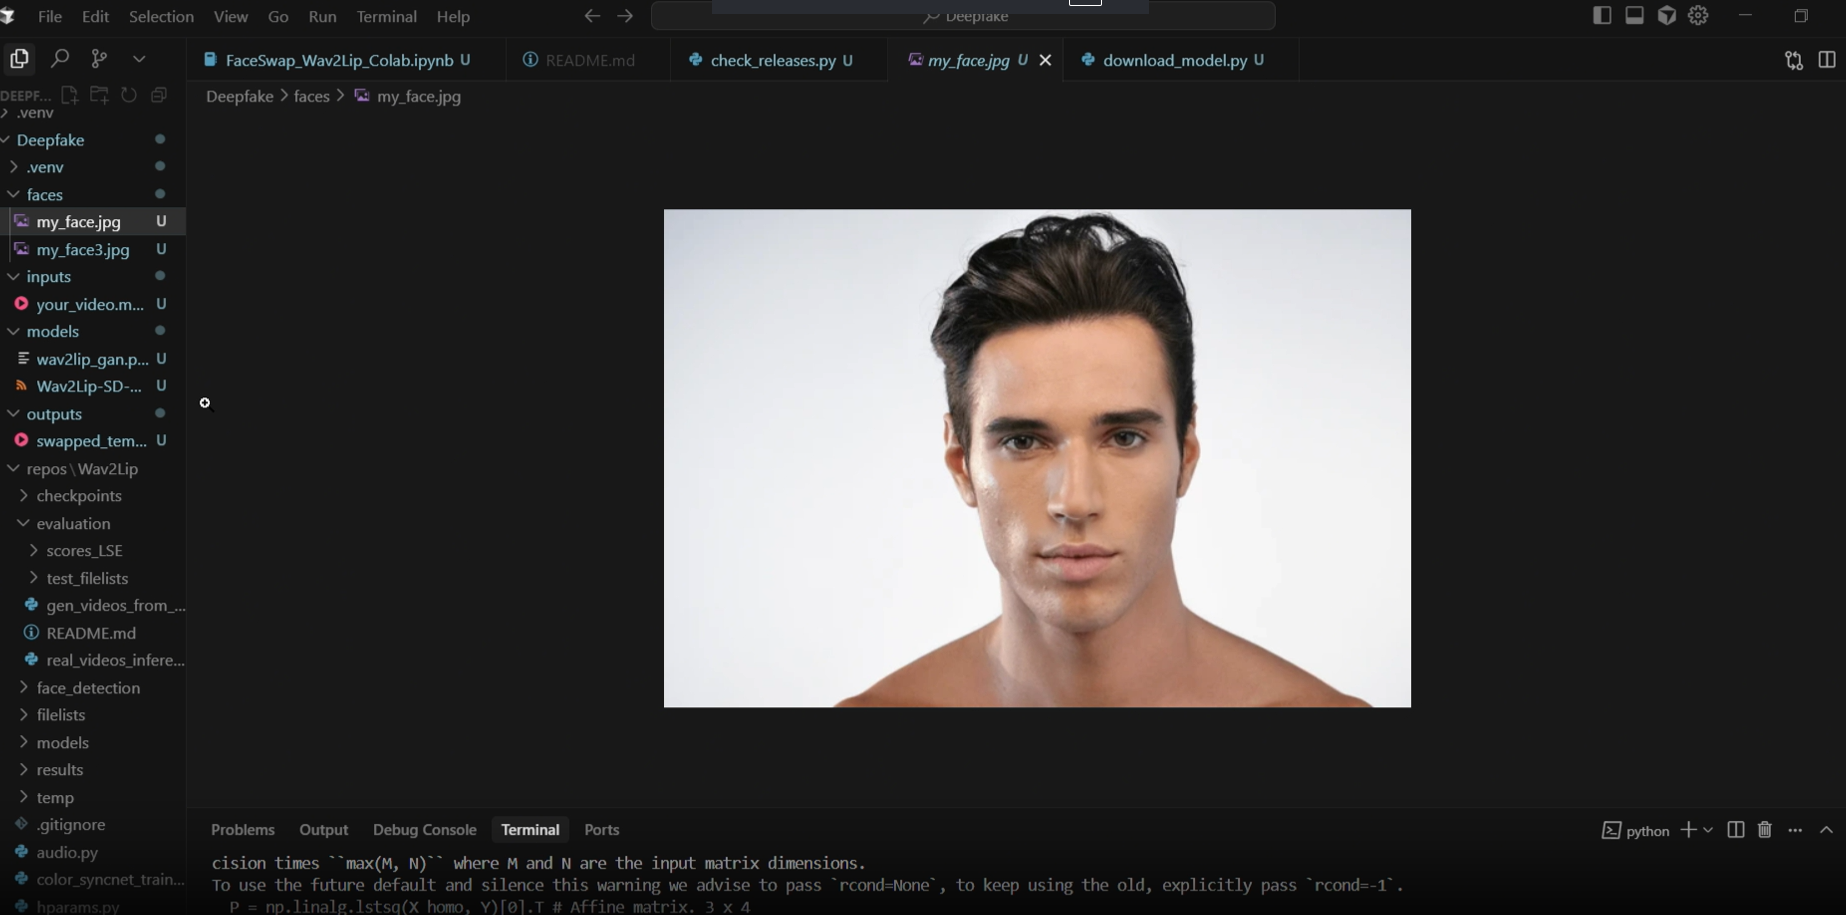 File Edit Selection View Go Run Terminal Help
Deepfake
FaceSwap_Wav2Lip_Colab.ipynb U
README.md
check_releases.py U
my_face.jpg U
download_model.py U
DEEPF...
Deepfake > faces > my_face.jpg
> .venv
Deepfake
> .venv
faces
my_face.jpg U
my_face3.jpg U
inputs
your_video.m... U
models
wav2lip_gan.p... U
Wav2Lip-SD-... U
outputs
swapped_tem... U
repos\Wav2Lip
> checkpoints
evaluation
> scores_LSE
> test_filelists
gen_videos_from_...
README.md
real_videos_infere...
> face_detection
> filelists
> models
> results
> temp
.gitignore
audio.py
color_syncnet_train...
hparams.py
Problems Output Debug Console Terminal Ports
python
cision times ``max(M, N)`` where M and N are the input matrix dimensions.
To use the future default and silence this warning we advise to pass `rcond=None`, to keep using the old, explicitly pass `rcond=-1`.
P = np.linalg.lstsq(X_homo, Y)[0].T # Affine matrix. 3 x 4